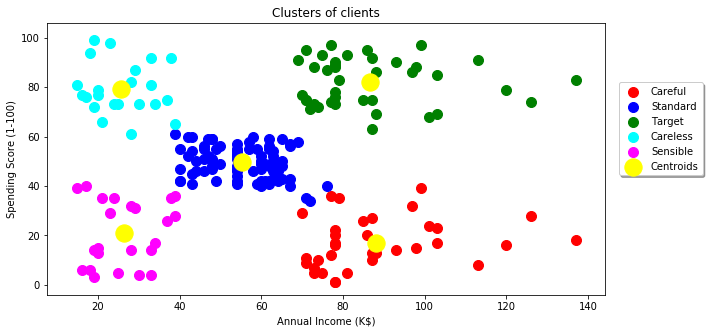 Clusters of clients
100
80
60
40
20
0
Spending Score (1-100)
20
40
60
80
100
120
140
Annual Income (K$)
Careful
Standard
Target
Careless
Sensible
Centroids